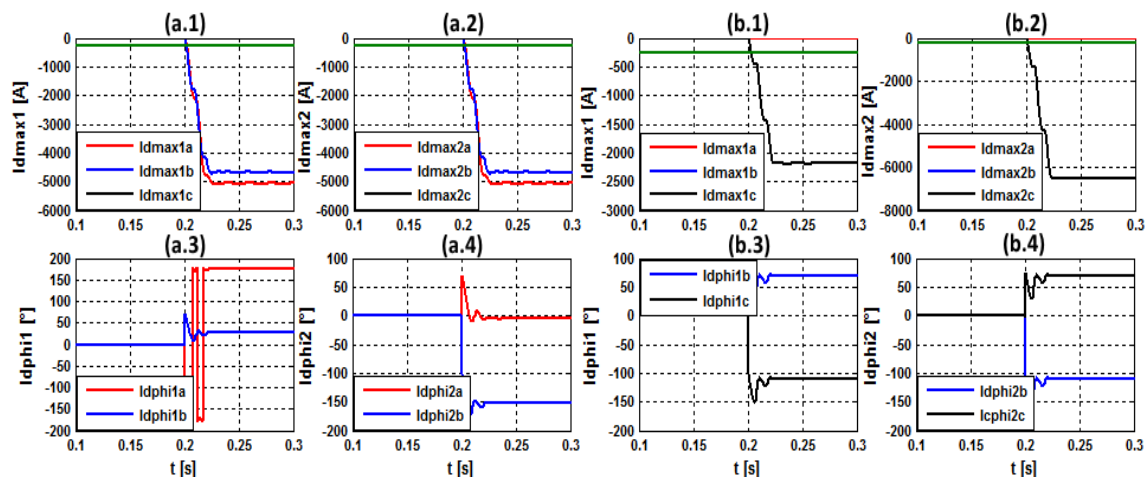 (a.1)
(a.2)
(b.1)
(b.2)
Idmax1 [A]
0
-1000
-2000
-3000
-4000
-5000
-6000
Idmax1a
Idmax1b
Idmax1c
0.1 0.15 0.2 0.25 0.3
Idmax2 [A]
0
-1000
-2000
-3000
-4000
-5000
-6000
Idmax2a
Idmax2b
Idmax2c
0.1 0.15 0.2 0.25 0.3
Idmax1 [A]
0
-500
-1000
-1500
-2000
-2500
-3000
Idmax1a
Idmax1b
Idmax1c
0.1 0.15 0.2 0.25 0.3
Idmax2 [A]
0
-2000
-4000
-6000
-8000
Idmax2a
Idmax2b
Idmax2c
0.1 0.15 0.2 0.25 0.3
(a.3)
(a.4)
(b.3)
(b.4)
Idphi1 [°]
200
150
100
50
0
-50
-100
-150
-200
Idphi1a
Idphi1b
0.1 0.15 0.2 0.25 0.3
t [s]
Idphi2 [°]
100
50
0
-50
-100
-150
-200
Idphi2a
Idphi2b
0.1 0.15 0.2 0.25 0.3
t [s]
Idphi1 [°]
100
50
0
-50
-100
-150
-200
Idphi1b
Idphi1c
0.1 0.15 0.2 0.25 0.3
t [s]
Idphi2 [°]
100
50
0
-50
-100
-150
-200
Idphi2b
Icphi2c
0.1 0.15 0.2 0.25 0.3
t [s]